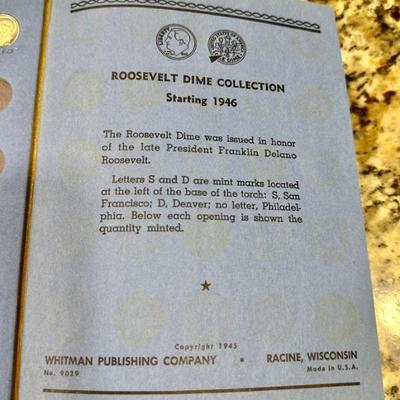 ROOSEVELT DIME COLLECTION
Starting 1946
The Roosevelt Dime was issued in honor
of the late President Franklin Delano
Roosevelt.
Letters S and D are mint marks located
at the left of the base of the torch: S, San
Francisco; D, Denver; no letter, Philadel-
phia. Below each opening is shown the
quantity minted.
Copyright 1945
WHITMAN PUBLISHING COMPANY • RACINE, WISCONSIN
No. 9029 Made in U.S.A.